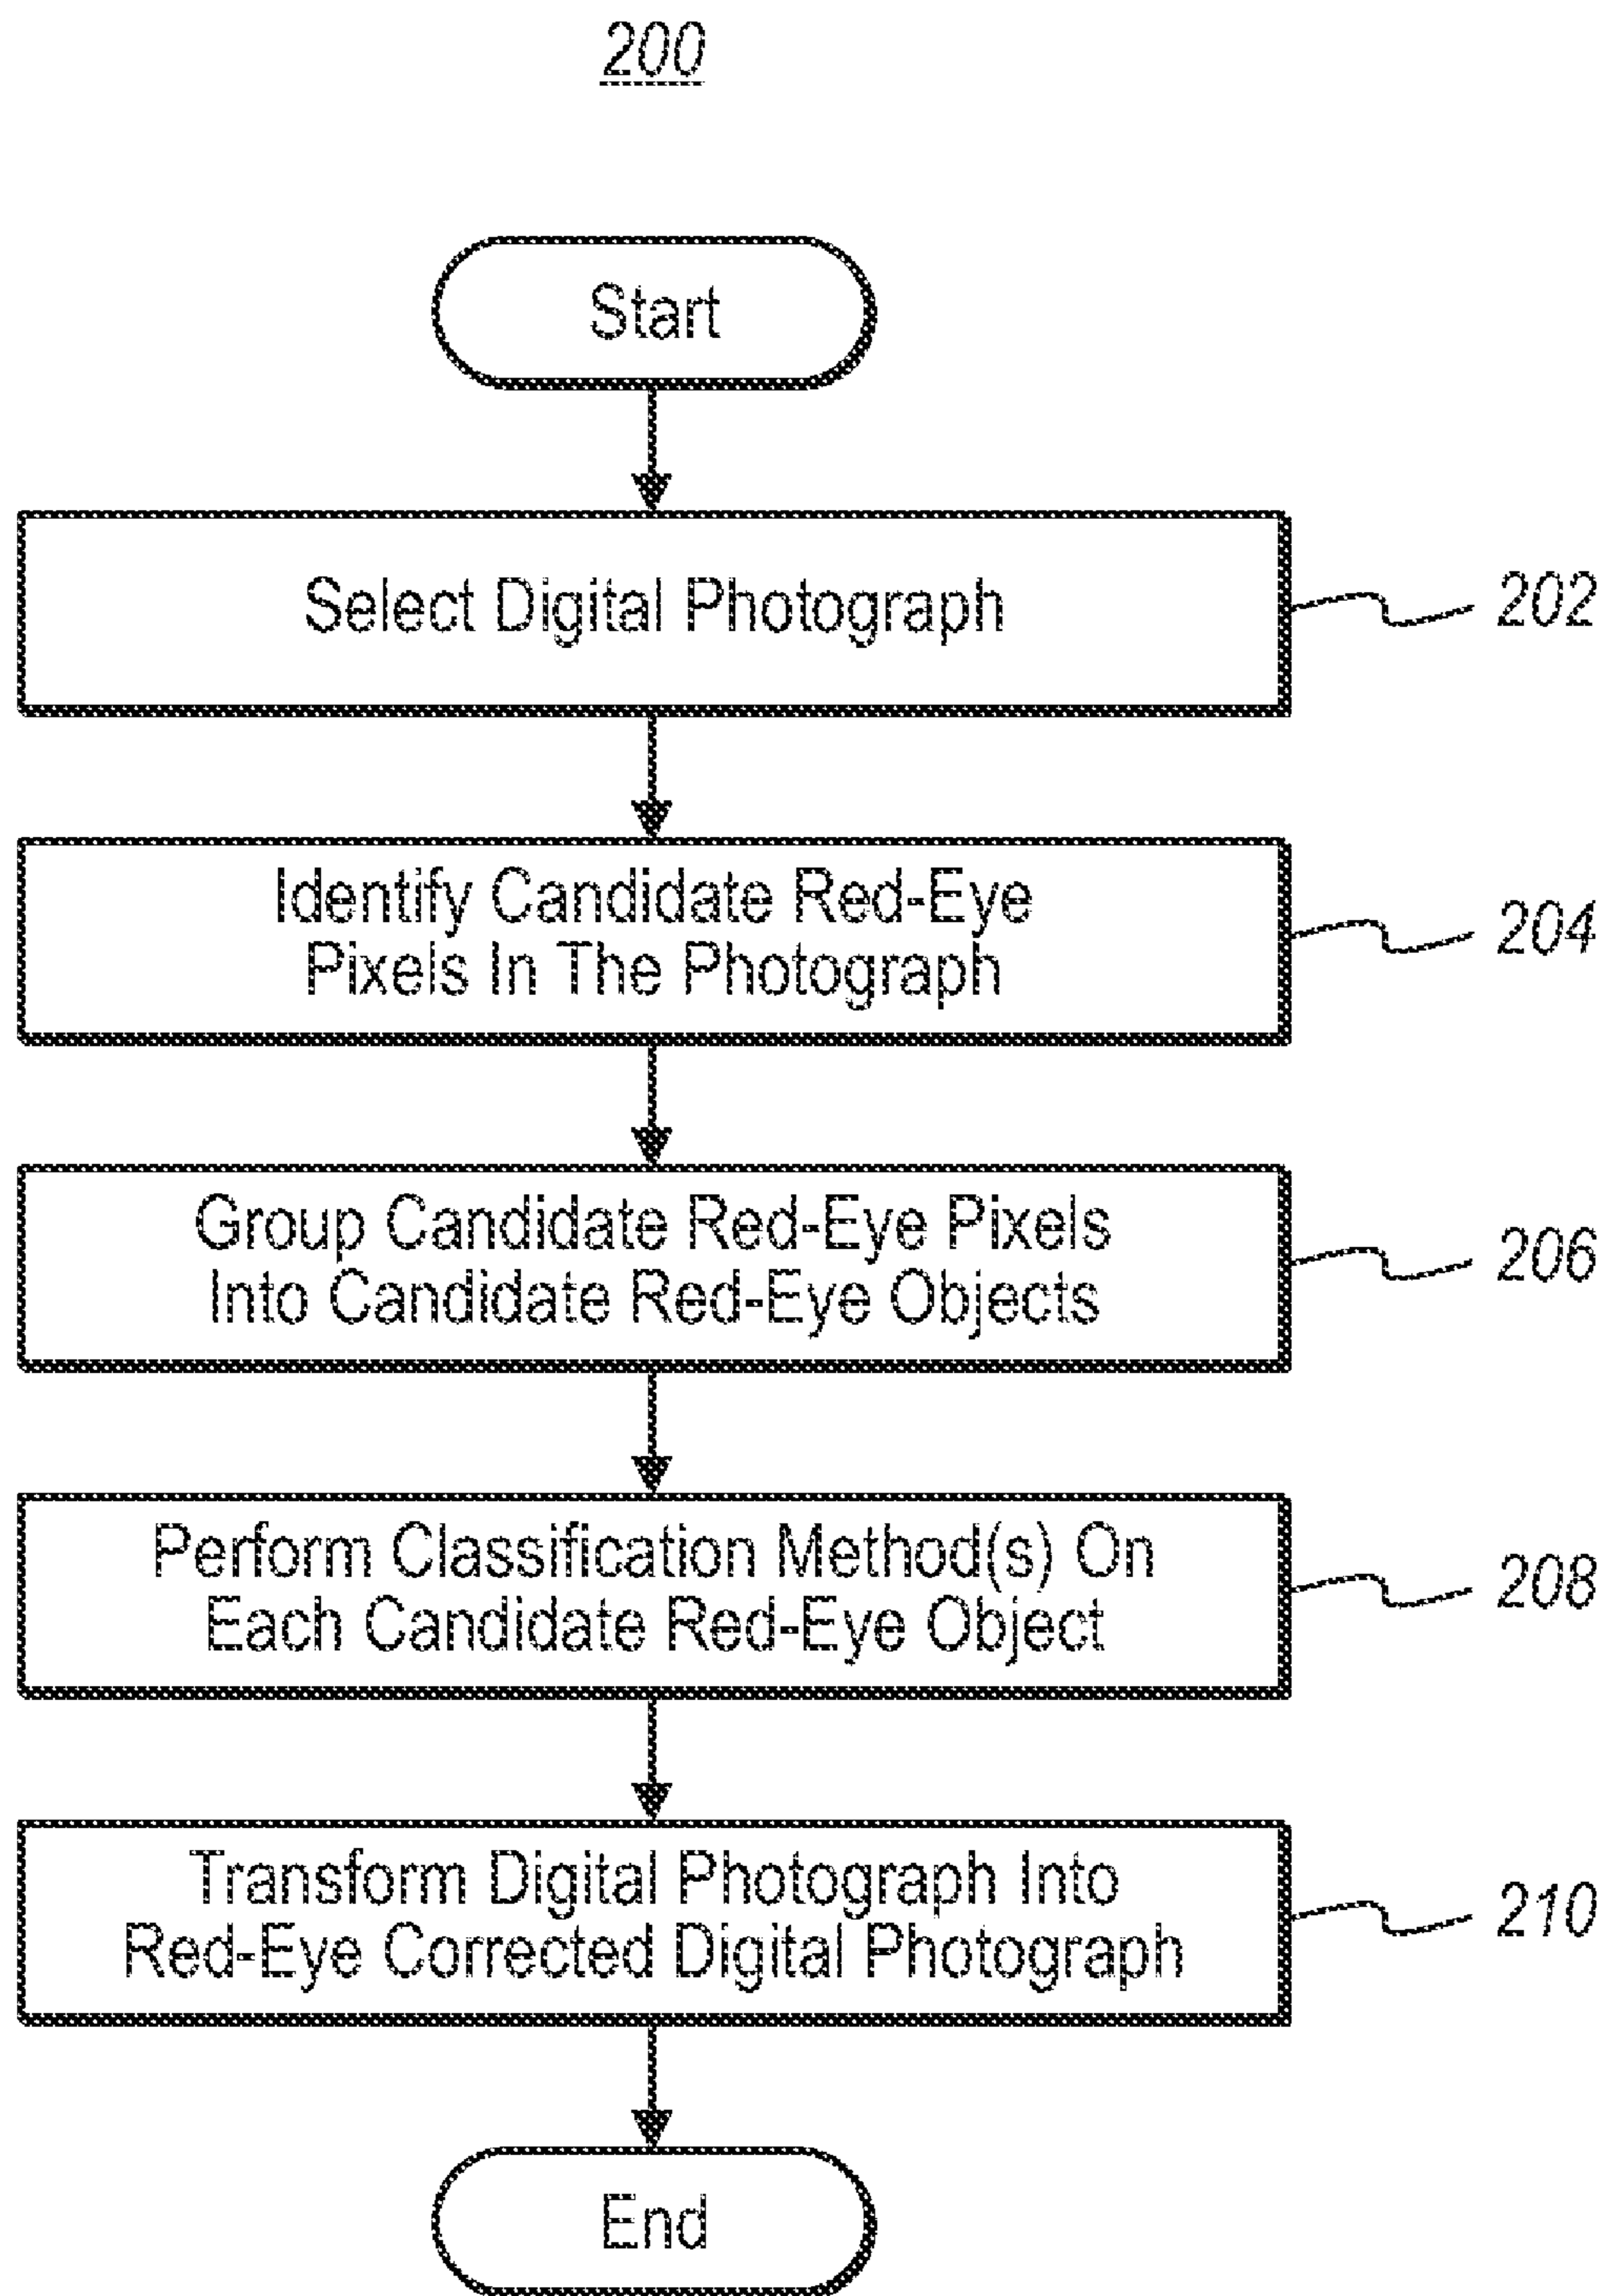 200
Start
Select Digital Photograph
202
Identify Candidate Red-Eye
Pixels In The Photograph
204
Group Candidate Red-Eye Pixels
Into Candidate Red-Eye Objects
206
Perform Classification Method(s) On
Each Candidate Red-Eye Object
208
Transform Digital Photograph Into
Red-Eye Corrected Digital Photograph
210
End